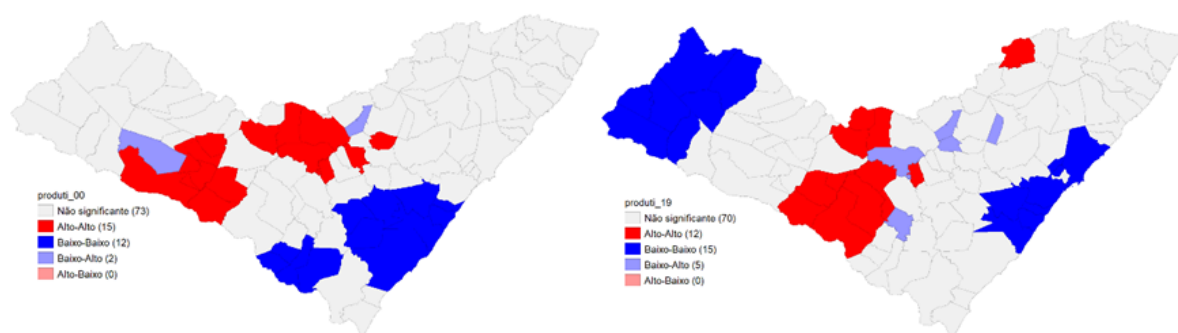 produti_00
Não significante (73)
Alto-Alto (15)
Baixo-Baixo (12)
Baixo-Alto (2)
Alto-Baixo (0)
produti_19
Não significante (70)
Alto-Alto (12)
Baixo-Baixo (15)
Baixo-Alto (5)
Alto-Baixo (0)